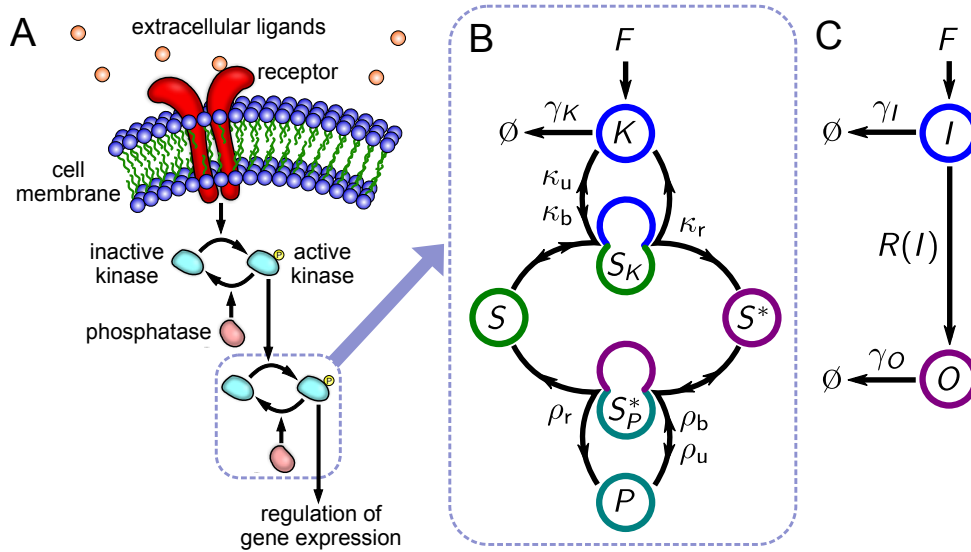 A
extracellular ligands
receptor
cell
membrane
inactive
kinase
active
kinase
P
phosphatase
P
regulation of
gene expression
B
F
∅
γK
K
κu
κb
κr
SK
S
S*
S*P
ρr
ρb
ρu
P
C
F
∅
γI
I
R(I)
∅
γO
O